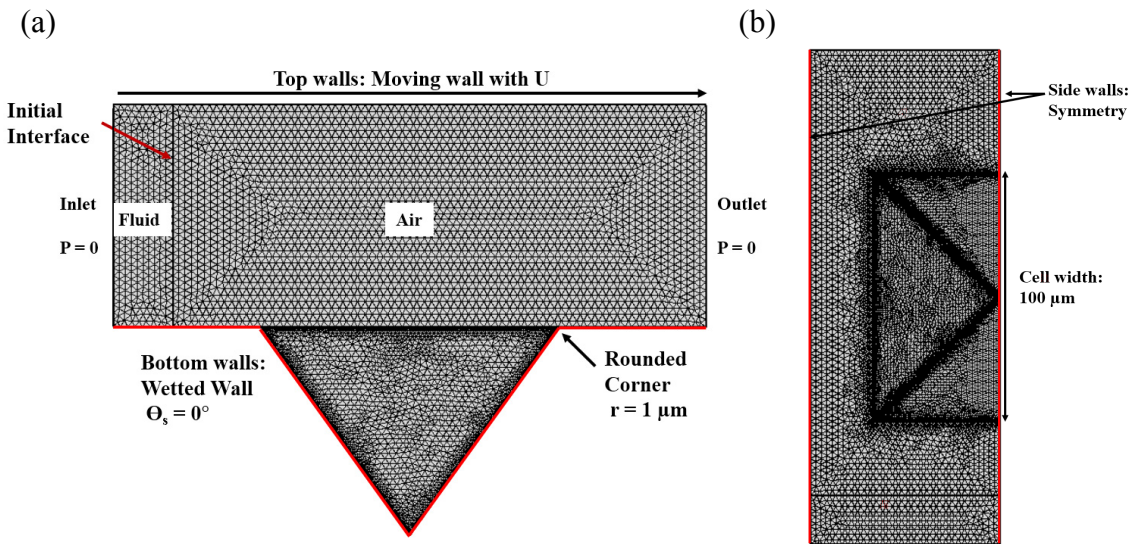 (a)
Top walls: Moving wall with U
Initial
Interface
Inlet
P = 0
Fluid
Air
Outlet
P = 0
Bottom walls:
Wetted Wall
ϴs = 0°
Rounded
Corner
r = 1 µm
(b)
Side walls:
Symmetry
Cell width:
100 µm